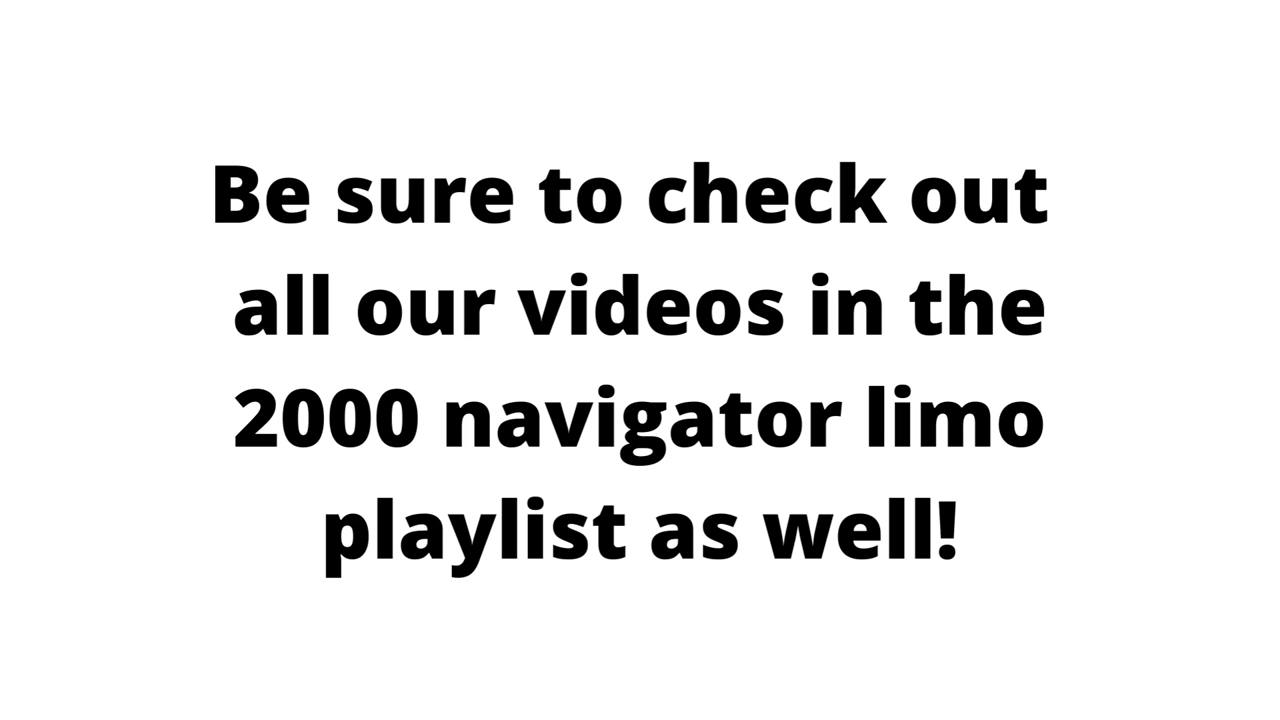 Be sure to check out
all our videos in the
2000 navigator limo
playlist as well!